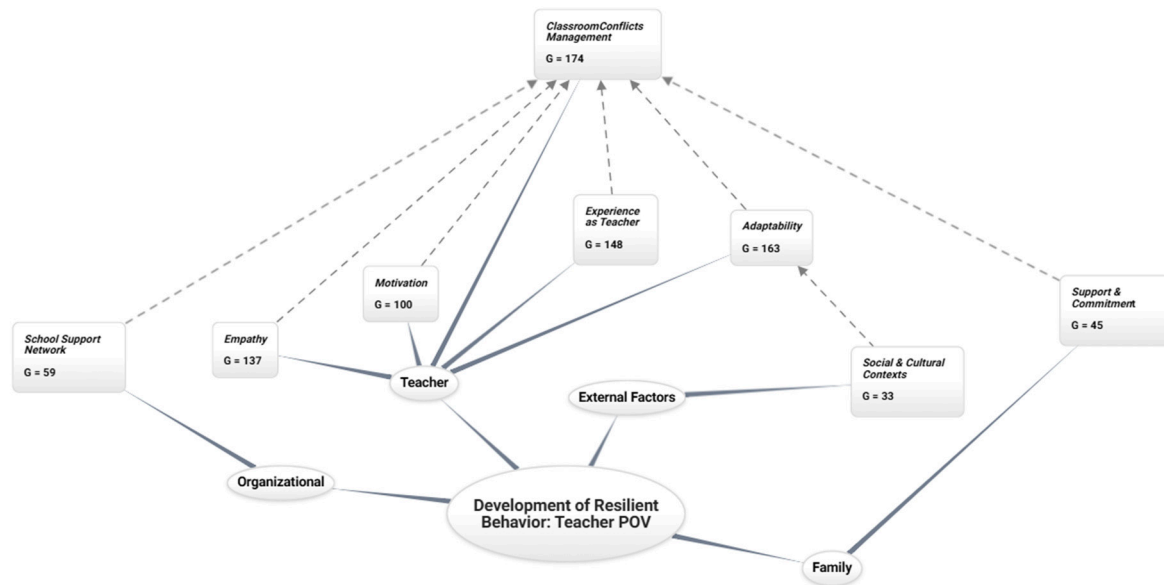 ClassroomConflicts
Management
G = 174
Experience
as Teacher
G = 148
Adaptability
G = 163
Motivation
G = 100
Support &
Commitment
G = 45
School Support
Network
G = 59
Empathy
G = 137
Social & Cultural
Contexts
G = 33
Teacher
External Factors
Organizational
Development of Resilient
Behavior: Teacher POV
Family